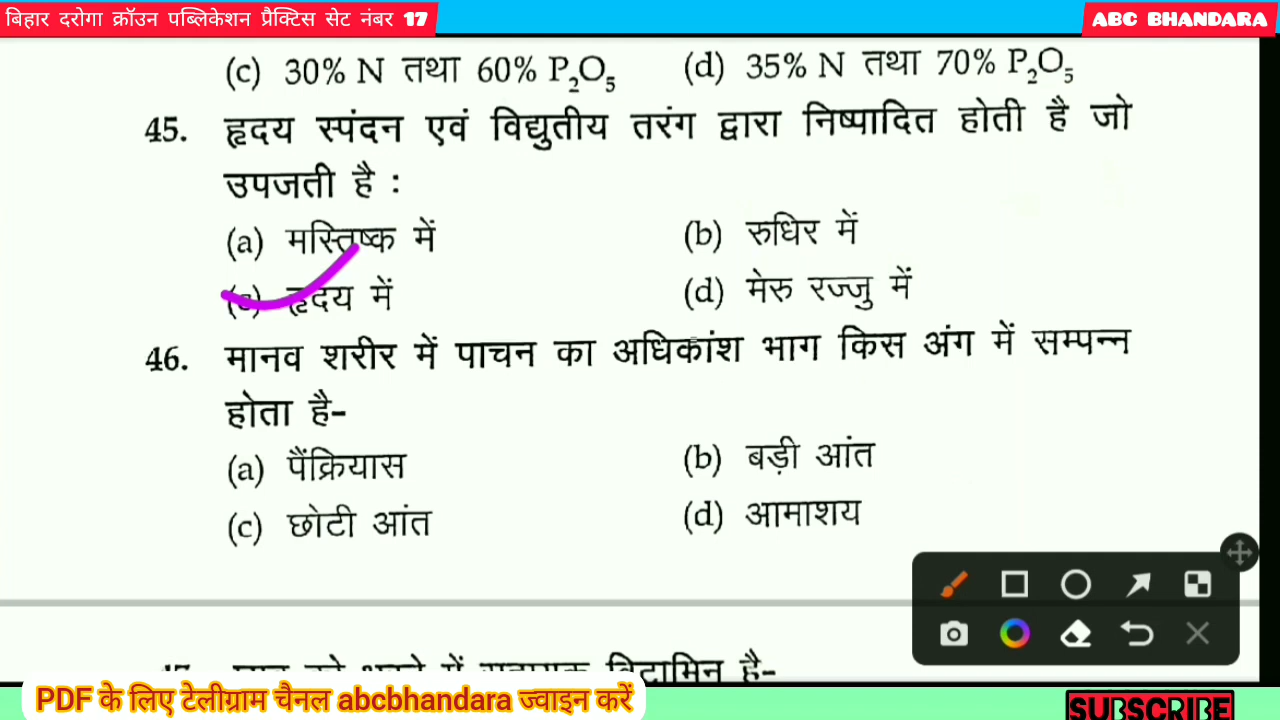 बिहार दरोगा क्रॉउन पब्लिकेशन प्रैक्टिस सेट नंबर 17
ABC BHANDARA
(c) 30% N तथा 60% P₂O₅ (d) 35% N तथा 70% P₂O₅
45. हृदय स्पंदन एवं विद्युतीय तरंग द्वारा निष्पादित होती है जो
उपजती है :
(a) मस्तिष्क में (b) रुधिर में
(c) हृदय में (d) मेरु रज्जु में
46. मानव शरीर में पाचन का अधिकांश भाग किस अंग में सम्पन्न
होता है-
(a) पैंक्रियास (b) बड़ी आंत
(c) छोटी आंत (d) आमाशय
विटामिन है-
PDF के लिए टेलीग्राम चैनल abcbhandara ज्वाइन करें
SUBSCRIBE